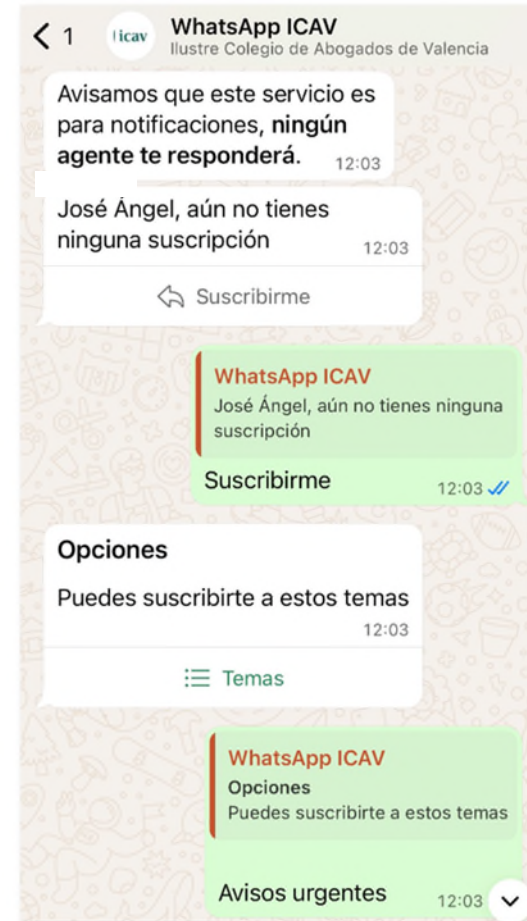 1
icav
WhatsApp ICAV
Ilustre Colegio de Abogados de Valencia
Avisamos que este servicio es
para notificaciones, ningún
agente te responderá.
12:03
José Ángel, aún no tienes
ninguna suscripción
12:03
Suscribirme
WhatsApp ICAV
José Ángel, aún no tienes ninguna
suscripción
Suscribirme
12:03
Opciones
Puedes suscribirte a estos temas
12:03
Temas
WhatsApp ICAV
Opciones
Puedes suscribirte a estos temas
Avisos urgentes
12:03